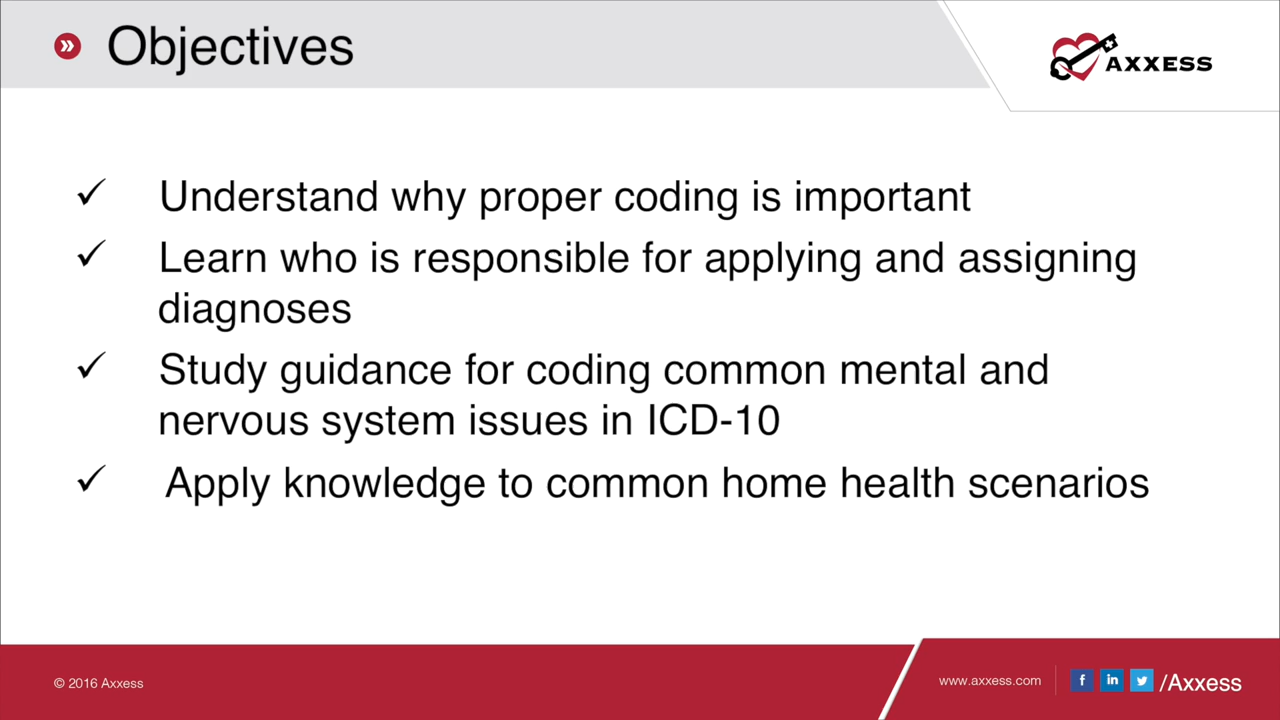 Objectives
AXXESS
✓ Understand why proper coding is important
✓ Learn who is responsible for applying and assigning
diagnoses
✓ Study guidance for coding common mental and
nervous system issues in ICD-10
✓ Apply knowledge to common home health scenarios
© 2016 Axxess
www.axxess.com f in /Axxess